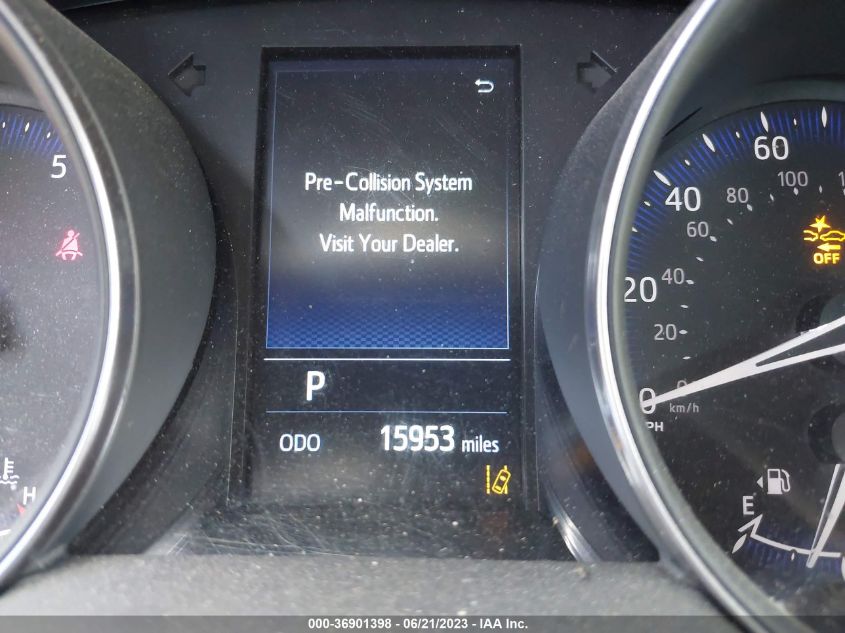 Pre-Collision System
Malfunction.
Visit Your Dealer.
P
ODO 15953 miles
5
H
60
100
40
80
60
20
40
20
0
km/h
OFF
E
000-36901398 - 06/21/2023 - IAA Inc.